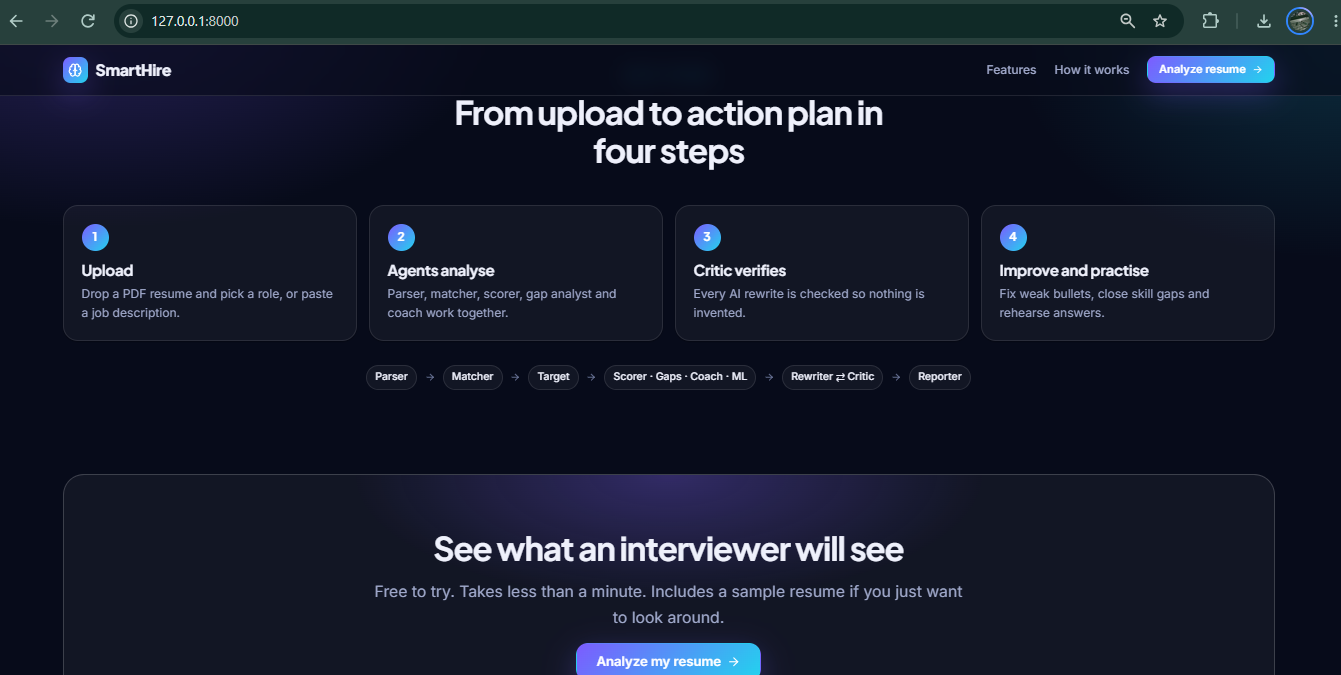 127.0.0.1:8000
SmartHire
Features
How it works
Analyze resume →
From upload to action plan in
four steps
1
Upload
Drop a PDF resume and pick a role, or paste
a job description.
2
Agents analyse
Parser, matcher, scorer, gap analyst and
coach work together.
3
Critic verifies
Every AI rewrite is checked so nothing is
invented.
4
Improve and practise
Fix weak bullets, close skill gaps and
rehearse answers.
Parser → Matcher → Target → Scorer · Gaps · Coach · ML → Rewriter ⇄ Critic → Reporter
See what an interviewer will see
Free to try. Takes less than a minute. Includes a sample resume if you just want
to look around.
Analyze my resume →